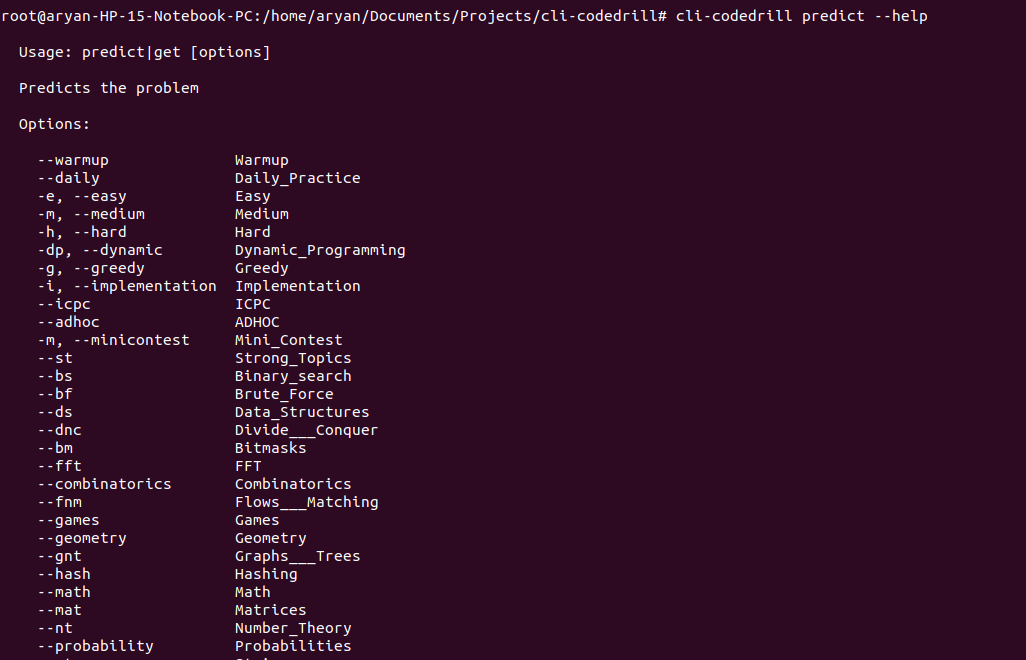 root@aryan-HP-15-Notebook-PC:/home/aryan/Documents/Projects/cli-codedrill# cli-codedrill predict --help
Usage: predict|get [options]
Predicts the problem
Options:
--warmup Warmup
--daily Daily_Practice
-e, --easy Easy
-m, --medium Medium
-h, --hard Hard
-dp, --dynamic Dynamic_Programming
-g, --greedy Greedy
-i, --implementation Implementation
--icpc ICPC
--adhoc ADHOC
-m, --minicontest Mini_Contest
--st Strong_Topics
--bs Binary_search
--bf Brute_Force
--ds Data_Structures
--dnc Divide___Conquer
--bm Bitmasks
--fft FFT
--combinatorics Combinatorics
--fnm Flows___Matching
--games Games
--geometry Geometry
--gnt Graphs___Trees
--hash Hashing
--math Math
--mat Matrices
--nt Number_Theory
--probability Probabilities